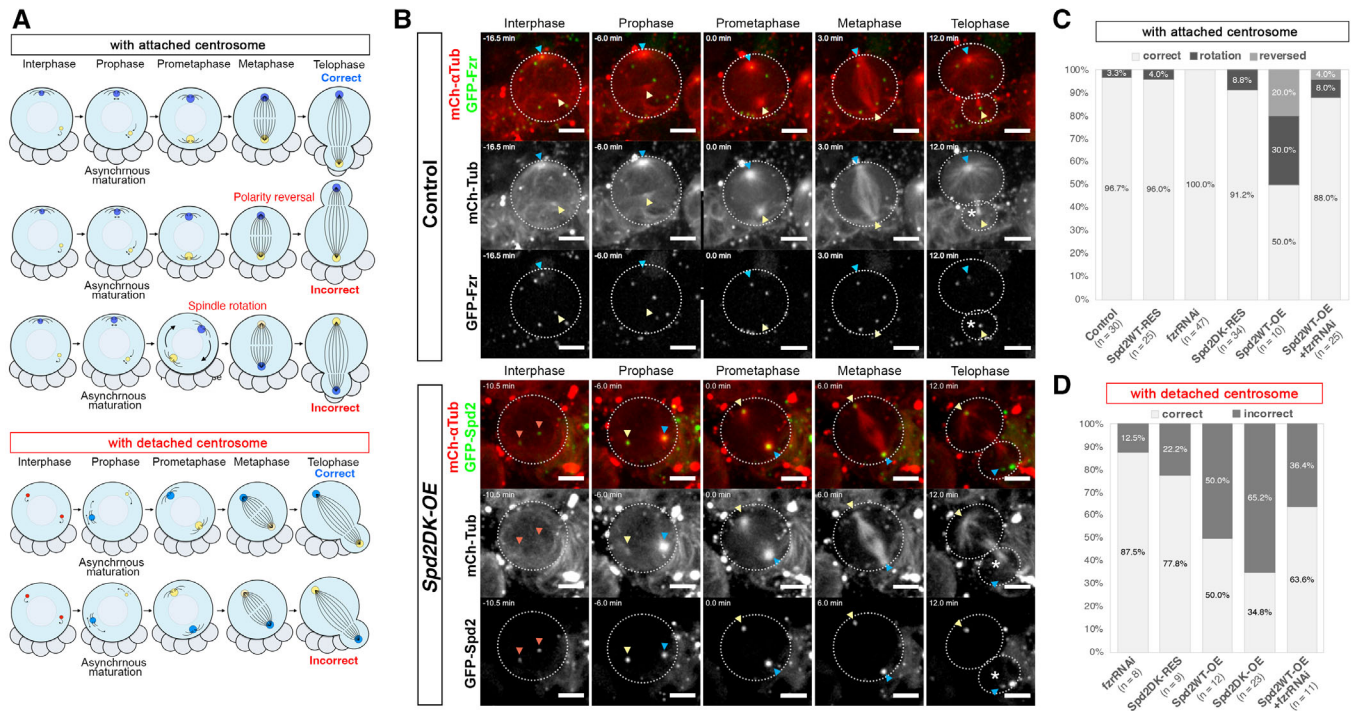 A
with attached centrosome
Interphase Prophase Prometaphase Metaphase Telophase
Correct
Asynchrnous
maturation
Polarity reversal
Asynchrnous
maturation
Incorrect
Spindle rotation
Asynchrnous
maturation
Incorrect
with detached centrosome
Interphase Prophase Prometaphase Metaphase Telophase
Correct
Asynchrnous
maturation
Asynchrnous
maturation
Incorrect
B
Interphase Prophase Prometaphase Metaphase Telophase
Control
mCh-αTub
GFP-Fzr
-16.5 min -6.0 min 0.0 min 3.0 min 12.0 min
mCh-Tub
-16.5 min -6.0 min 0.0 min 3.0 min 12.0 min
*
GFP-Fzr
-16.5 min -6.0 min 0.0 min 3.0 min 12.0 min
*
Interphase Prophase Prometaphase Metaphase Telophase
Spd2DK-OE
mCh-αTub
GFP-Spd2
-10.5 min -6.0 min 0.0 min 6.0 min 12.0 min
mCh-Tub
-10.5 min -6.0 min 0.0 min 6.0 min 12.0 min
*
GFP-Spd2
-10.5 min -6.0 min 0.0 min 6.0 min 12.0 min
*
C
with attached centrosome
correct rotation reversed
100%
90%
80%
70%
60%
50%
40%
30%
20%
10%
0%
3.3% 4.0% 8.8% 20.0% 4.0%
8.0%
30.0%
96.7% 96.0% 100.0% 91.2% 50.0% 88.0%
Control
(n = 30)
Spd2WT-RES
(n = 25)
fzrRNAi
(n = 47)
Spd2DK-RES
(n = 34)
Spd2WT-OE
(n = 10)
Spd2WT-OE
+fzrRNAi
(n = 25)
D
with detached centrosome
correct incorrect
100%
90%
80%
70%
60%
50%
40%
30%
20%
10%
0%
12.5% 22.2% 50.0% 65.2% 36.4%
87.5% 77.8% 50.0% 34.8% 63.6%
fzrRNAi
(n = 8)
Spd2DK-RES
(n = 9)
Spd2WT-OE
(n = 12)
Spd2DK-OE
(n = 23)
Spd2WT-OE
+fzrRNAi
(n = 11)